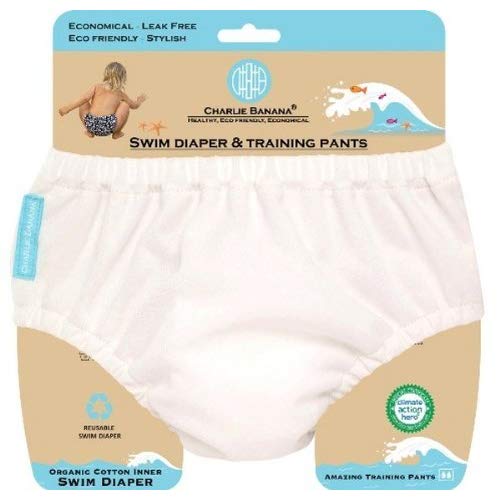 ECONOMICAL - LEAK FREE
ECO FRIENDLY - STYLISH
CHARLIE BANANA®
HEALTHY, ECO FRIENDLY, ECONOMICAL
SWIM DIAPER & TRAINING PANTS
CHARLIE BANANA
REUSABLE
SWIM DIAPER
climate
action
hero
ORGANIC COTTON INNER
SWIM DIAPER
AMAZING TRAINING PANTS